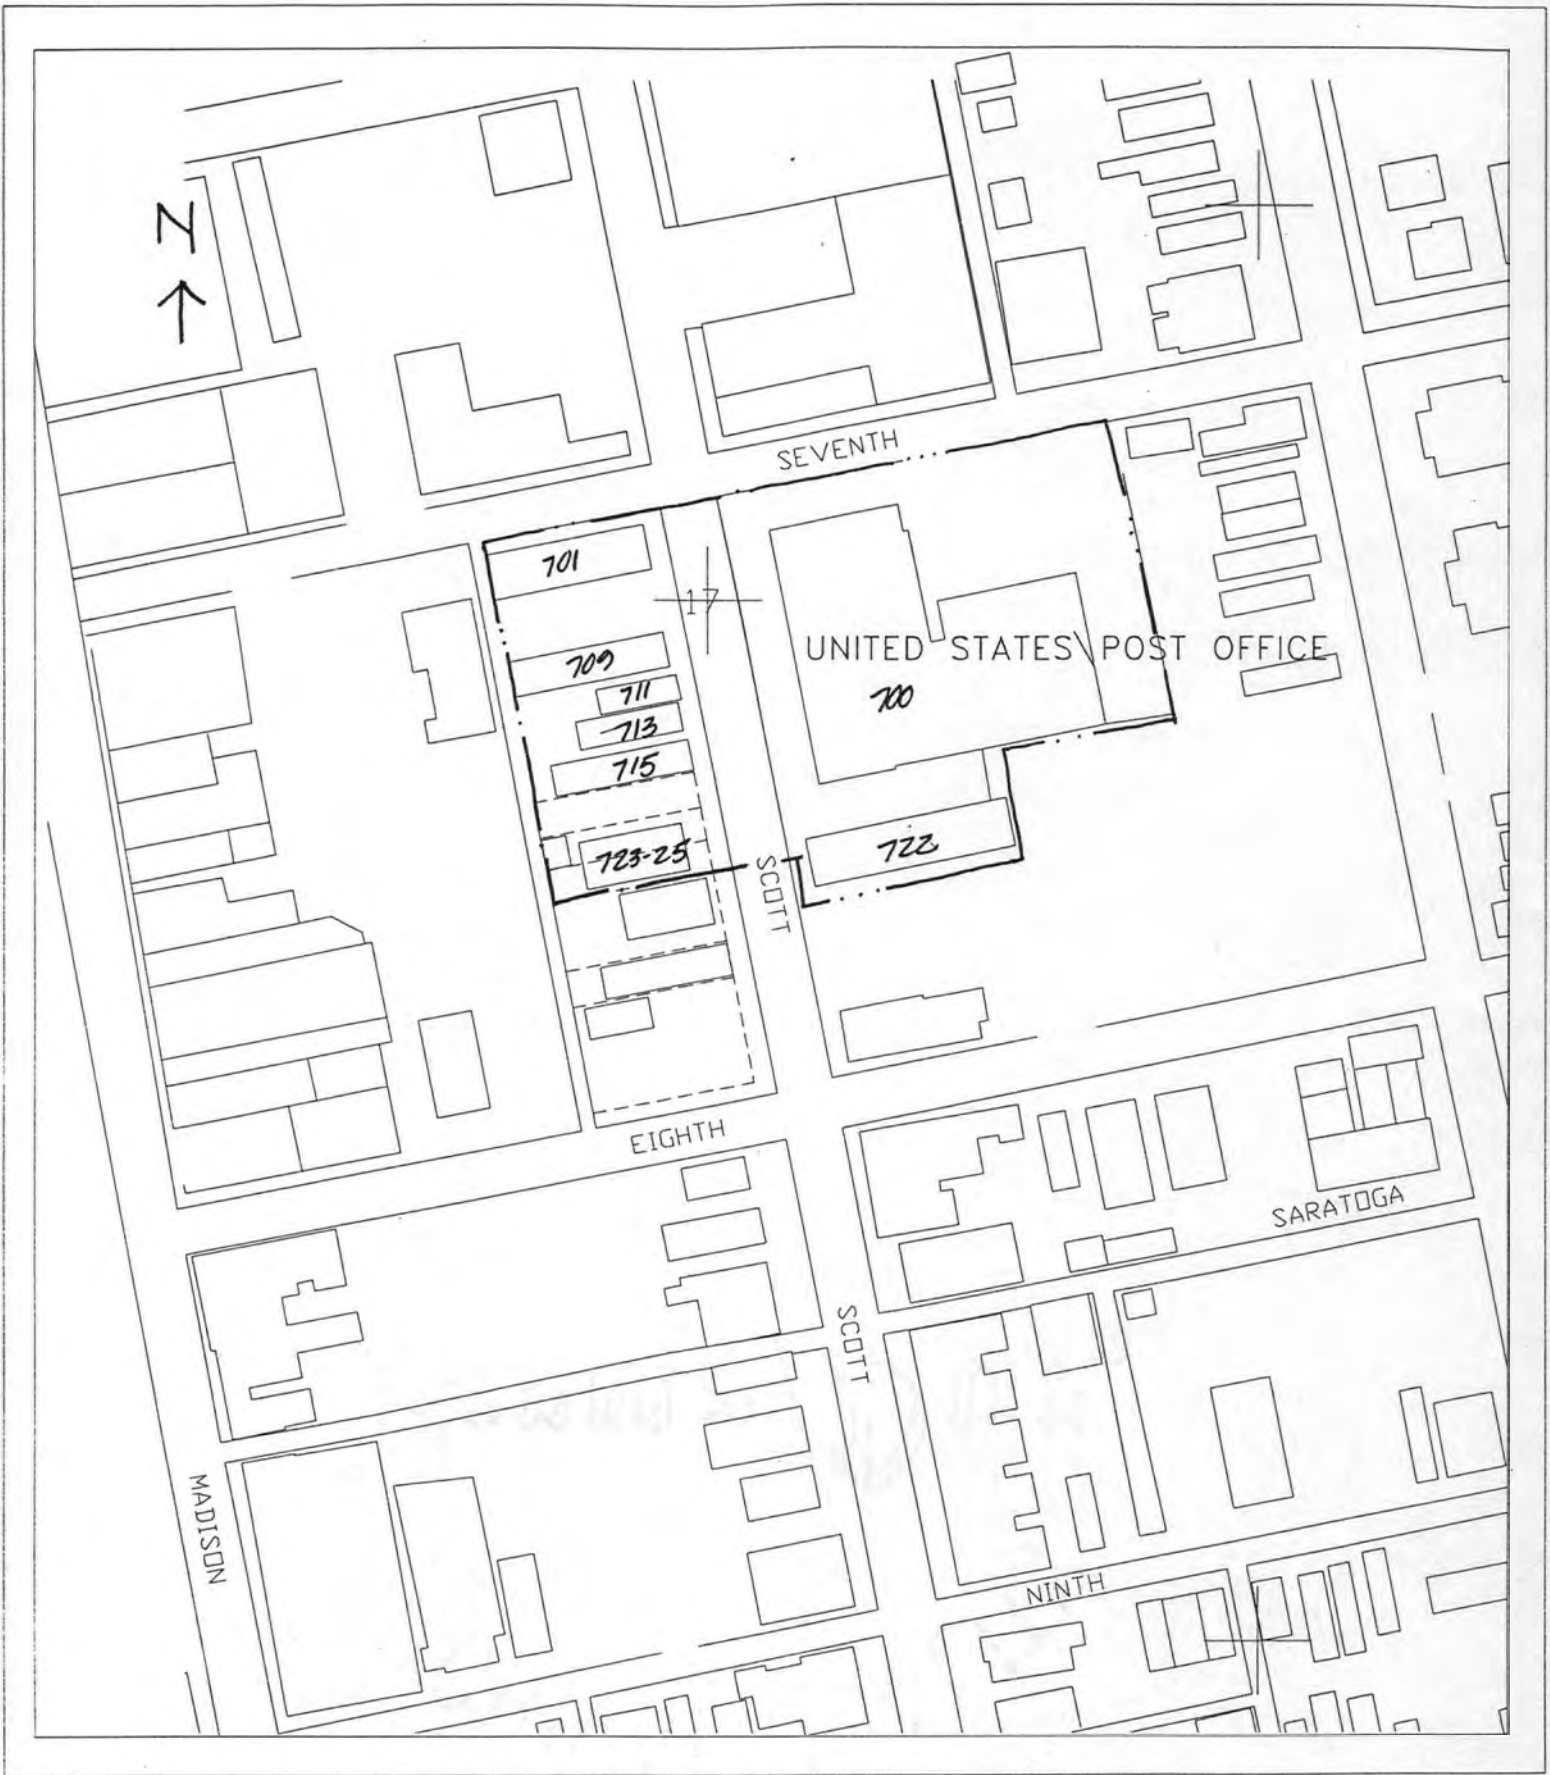 N
SEVENTH
701
17
709
UNITED STATES POST OFFICE
711
700
713
715
722
723-25
SCOTT
EIGHTH
SARATOGA
SCOTT
MADISON
NINTH